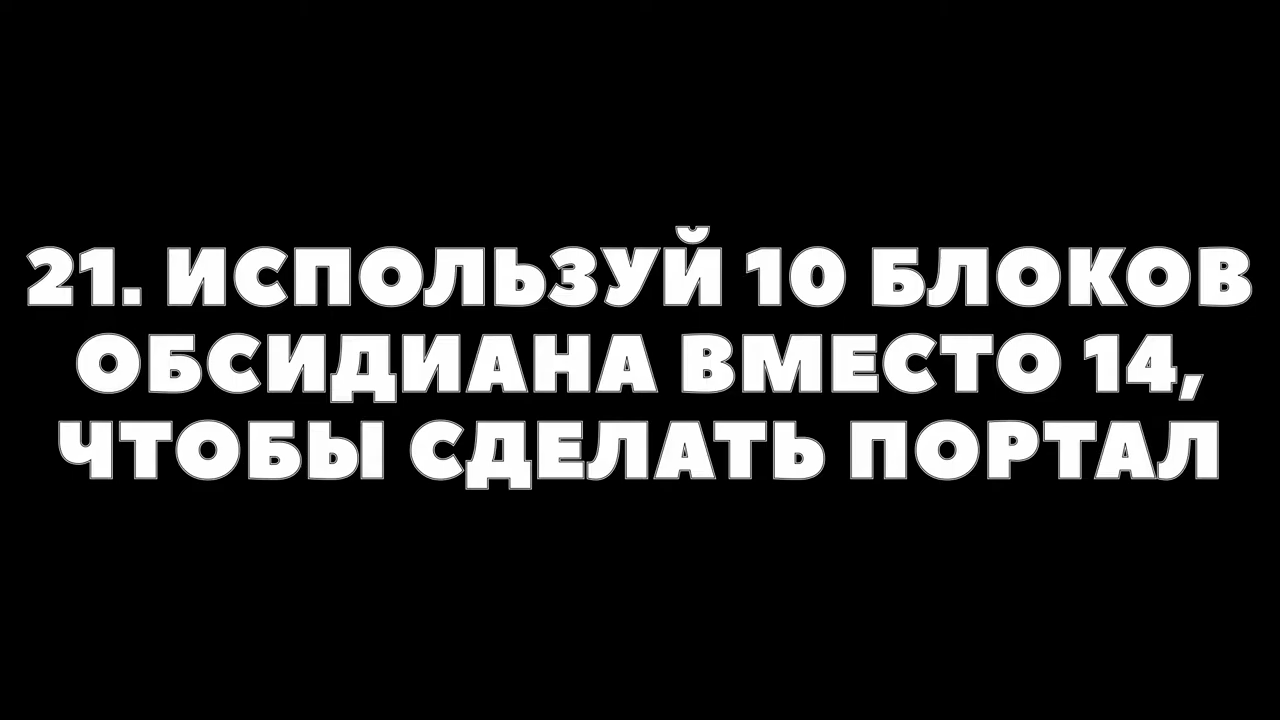 21. ИСПОЛЬЗУЙ 10 БЛОКОВ
ОБСИДИАНА ВМЕСТО 14,
ЧТОБЫ СДЕЛАТЬ ПОРТАЛ